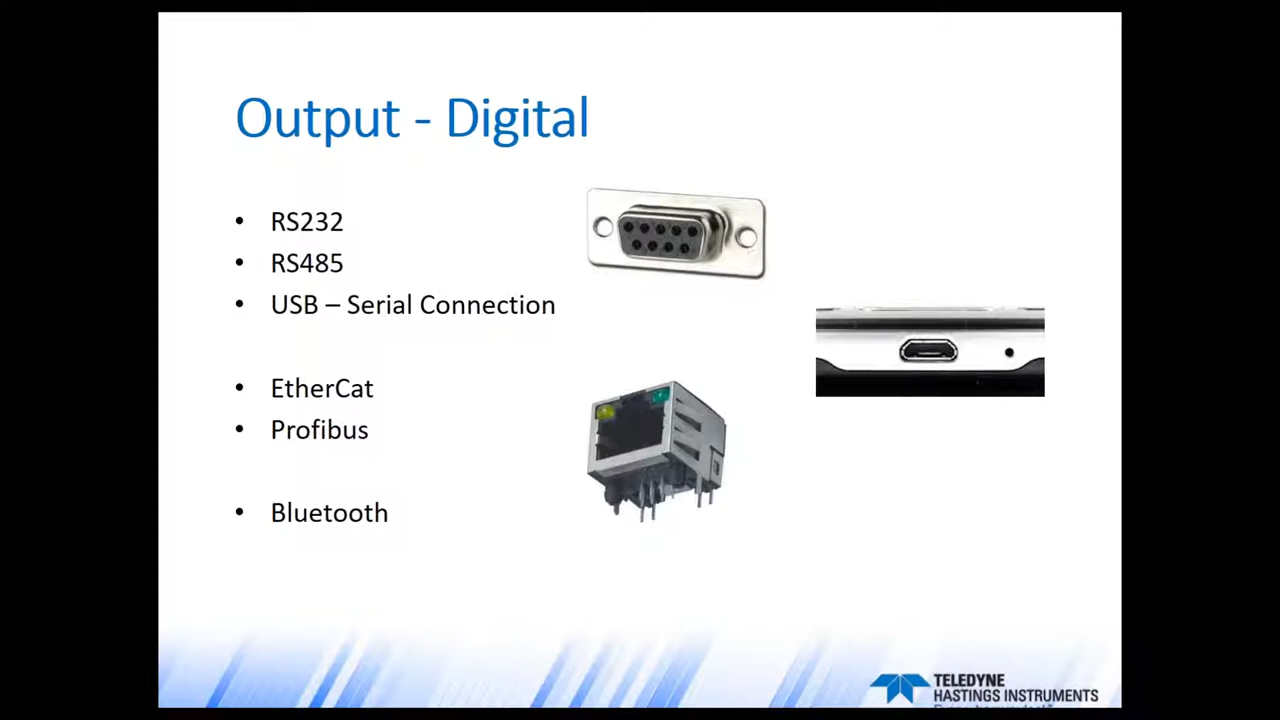 Output - Digital
• RS232
• RS485
• USB – Serial Connection
• EtherCat
• Profibus
• Bluetooth
TELEDYNE
HASTINGS INSTRUMENTS